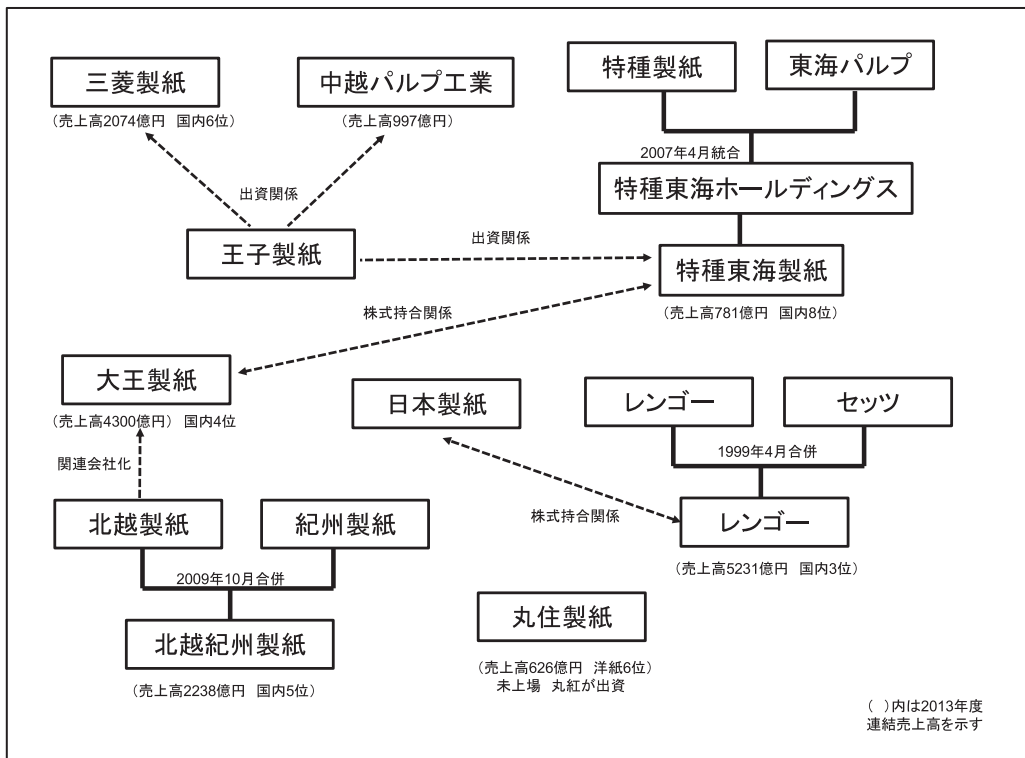 三菱製紙
(売上高2074億円 国内6位)
中越パルプ工業
(売上高997億円)
特種製紙
東海パルプ
2007年4月統合
特種東海ホールディングス
出資関係
王子製紙
出資関係
特種東海製紙
(売上高781億円 国内8位)
株式持合関係
大王製紙
(売上高4300億円) 国内4位
日本製紙
レンゴー
セッツ
1999年4月合併
関連会社化
北越製紙
紀州製紙
株式持合関係
レンゴー
(売上高5231億円 国内3位)
2009年10月合併
北越紀州製紙
(売上高2238億円 国内5位)
丸住製紙
(売上高626億円 洋紙6位)
未上場 丸紅が出資
( )内は2013年度
連結売上高を示す